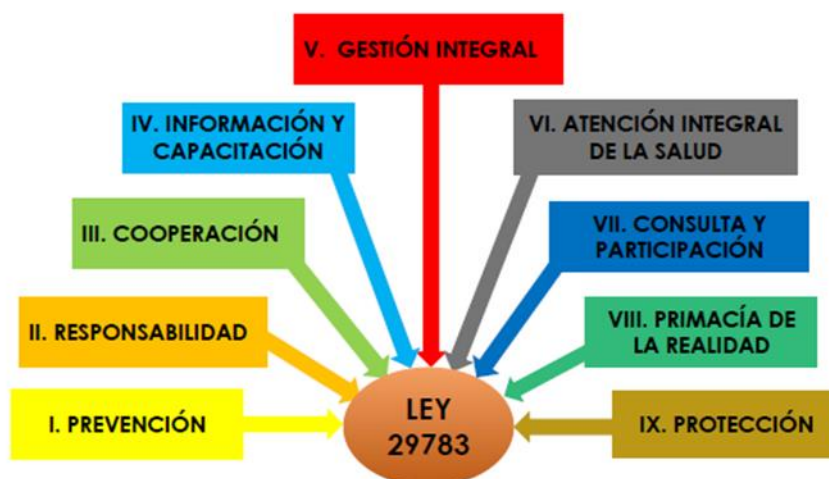 V. GESTIÓN INTEGRAL
IV. INFORMACIÓN Y
CAPACITACIÓN
VI. ATENCIÓN INTEGRAL
DE LA SALUD
III. COOPERACIÓN
VII. CONSULTA Y
PARTICIPACIÓN
II. RESPONSABILIDAD
VIII. PRIMACÍA DE
LA REALIDAD
I. PREVENCIÓN
LEY
29783
IX. PROTECCIÓN